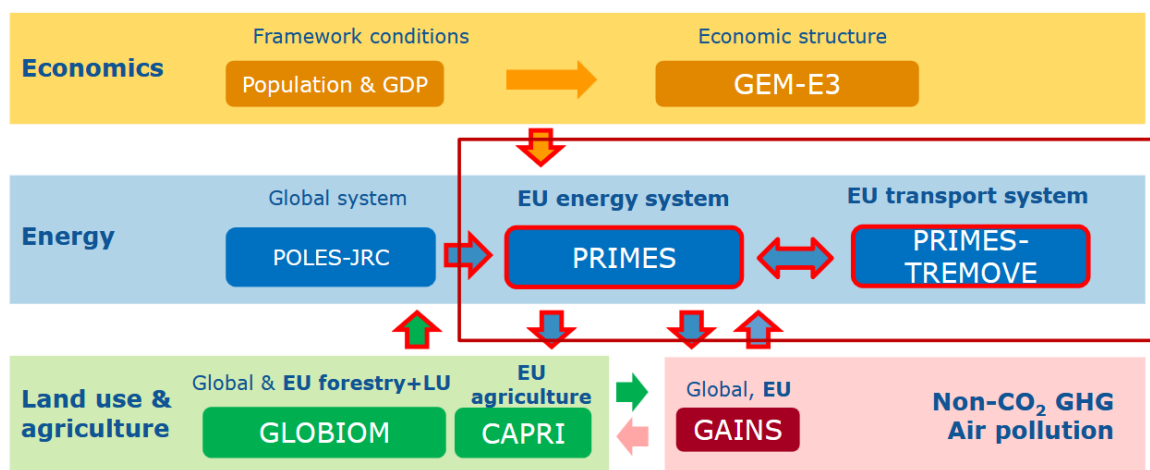 Framework conditions
Economic structure
Economics
Population & GDP
GEM-E3
Global system
EU energy system
EU transport system
Energy
POLES-JRC
PRIMES
PRIMES-
TREMOVE
Land use &
agriculture
Global & EU forestry+LU
EU
agriculture
GLOBIOM
CAPRI
Global, EU
GAINS
Non-CO₂ GHG
Air pollution